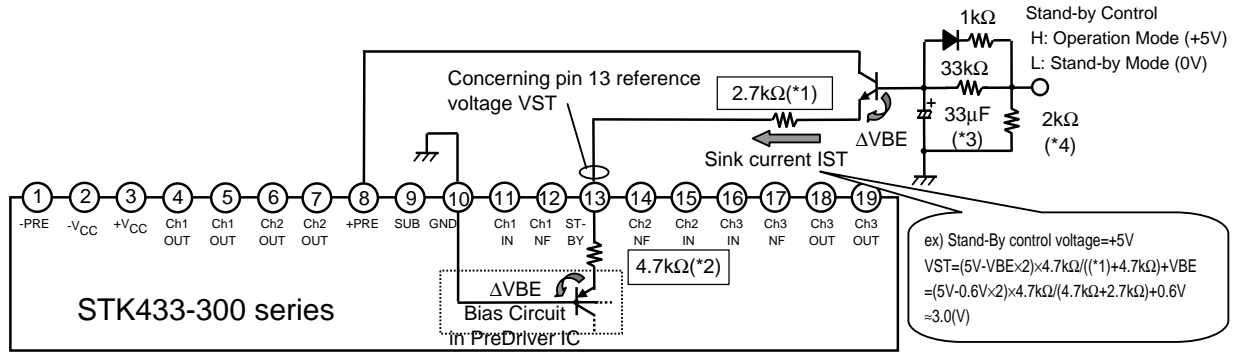 1kΩ
Stand-by Control
H: Operation Mode (+5V)
L: Stand-by Mode (0V)
33kΩ
Concerning pin 13 reference
voltage VST
2.7kΩ(*1)
33μF
(*3)
2kΩ
(*4)
ΔVBE
Sink current IST
1 2 3 4 5 6 7 8 9 10 11 12 13 14 15 16 17 18 19
-PRE -VCC +VCC Ch1 Ch1 Ch2 Ch2 +PRE SUB GND Ch1 Ch1 ST- Ch2 Ch2 Ch3 Ch3 Ch3 Ch3
OUT OUT OUT OUT IN NF BY NF IN IN NF OUT OUT
4.7kΩ(*2)
ΔVBE
Bias Circuit
in PreDriver IC
STK433-300 series
ex) Stand-By control voltage=+5V
VST=(5V-VBE×2)×4.7kΩ/((*1)+4.7kΩ)+VBE
=(5V-0.6V×2)×4.7kΩ/(4.7kΩ+2.7kΩ)+0.6V
≈3.0(V)